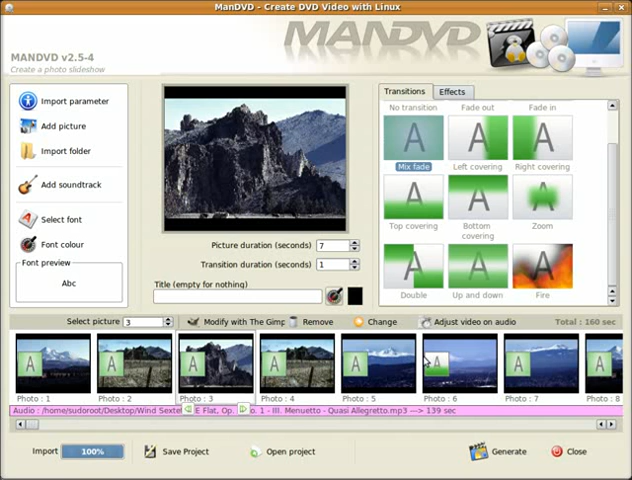 ManDVD - Create DVD Video with Linux
MANDVD
MANDVD v2.5-4
Create a photo slideshow
Import parameter
Add picture
Import folder
Add soundtrack
Select font
Font colour
Font preview
Abc
Picture duration (seconds) 7
Transition duration (seconds) 1
Title (empty for nothing)
Transitions Effects
No transition Fade out Fade in
Mix fade Left covering Right covering
Top covering Bottom covering Zoom
Double Up and down Fire
Select picture 3 Modify with The Gimp Remove Change Adjust video on audio Total : 160 sec
Photo : 1 Photo : 2 Photo : 3 Photo : 4 Photo : 5 Photo : 6 Photo : 7 Photo : 8
Audio : /home/sudoroot/Desktop/Wind Sextet E Flat, Op. o. 1 - III. Menuetto - Quasi Allegretto.mp3 ---> 139 sec
Import 100% Save Project Open project Generate Close